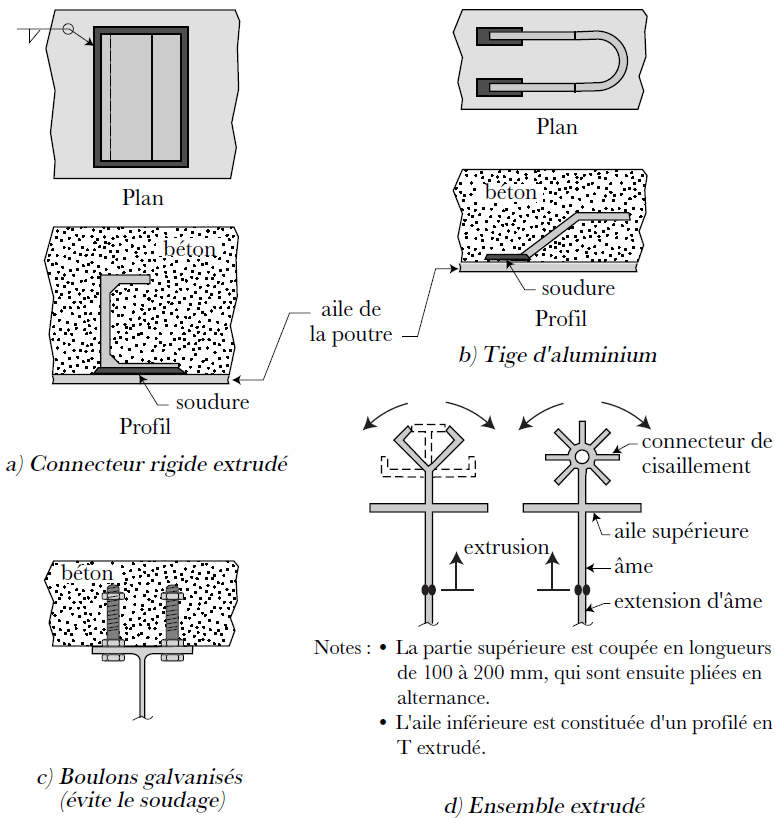 Plan
béton
soudure
Profil
a) Connecteur rigide extrudé
aile de
la poutre
Plan
béton
soudure
Profil
b) Tige d'aluminium
béton
c) Boulons galvanisés
(évite le soudage)
connecteur de
cisaillement
aile supérieure
extrusion
âme
extension d'âme
Notes : • La partie supérieure est coupée en longueurs
de 100 à 200 mm, qui sont ensuite pliées en
alternance.
• L'aile inférieure est constituée d'un profilé en
T extrudé.
d) Ensemble extrudé